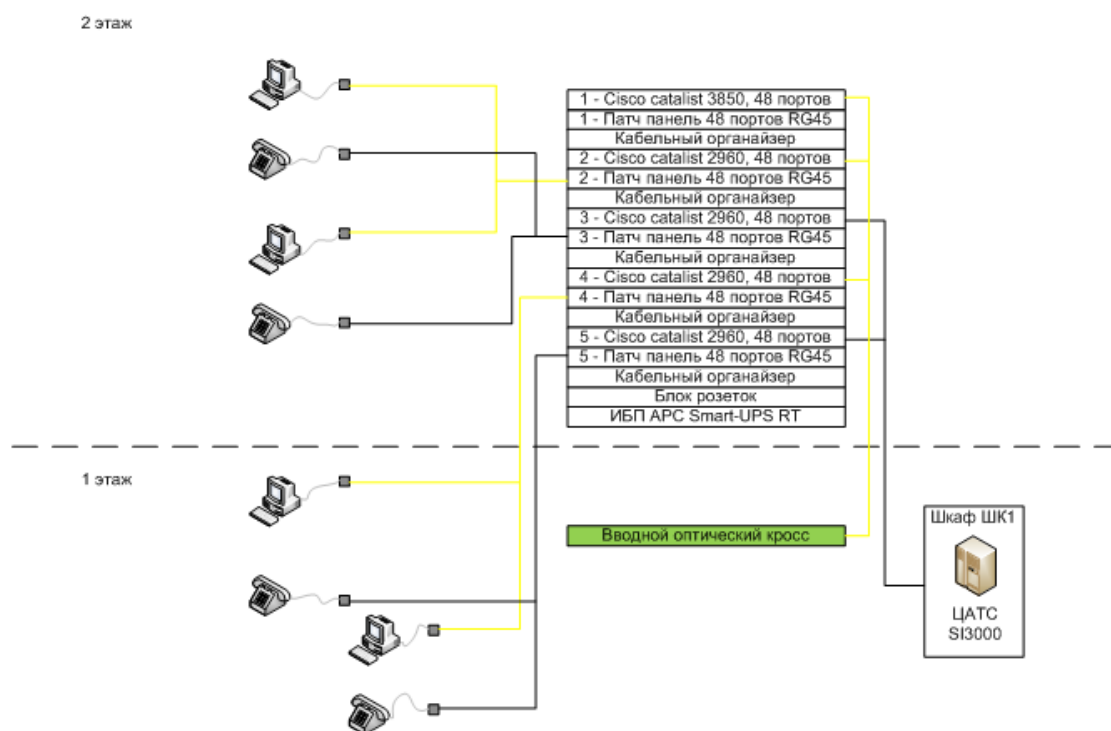 2 этаж
1 - Cisco catalist 3850, 48 портов
1 - Патч панель 48 портов RG45
Кабельный органайзер
2 - Cisco catalist 2960, 48 портов
2 - Патч панель 48 портов RG45
Кабельный органайзер
3 - Cisco catalist 2960, 48 портов
3 - Патч панель 48 портов RG45
Кабельный органайзер
4 - Cisco catalist 2960, 48 портов
4 - Патч панель 48 портов RG45
Кабельный органайзер
5 - Cisco catalist 2960, 48 портов
5 - Патч панель 48 портов RG45
Кабельный органайзер
Блок розеток
ИБП APC Smart-UPS RT
1 этаж
Вводной оптический кросс
Шкаф ШК1
ЦАТС
SI3000